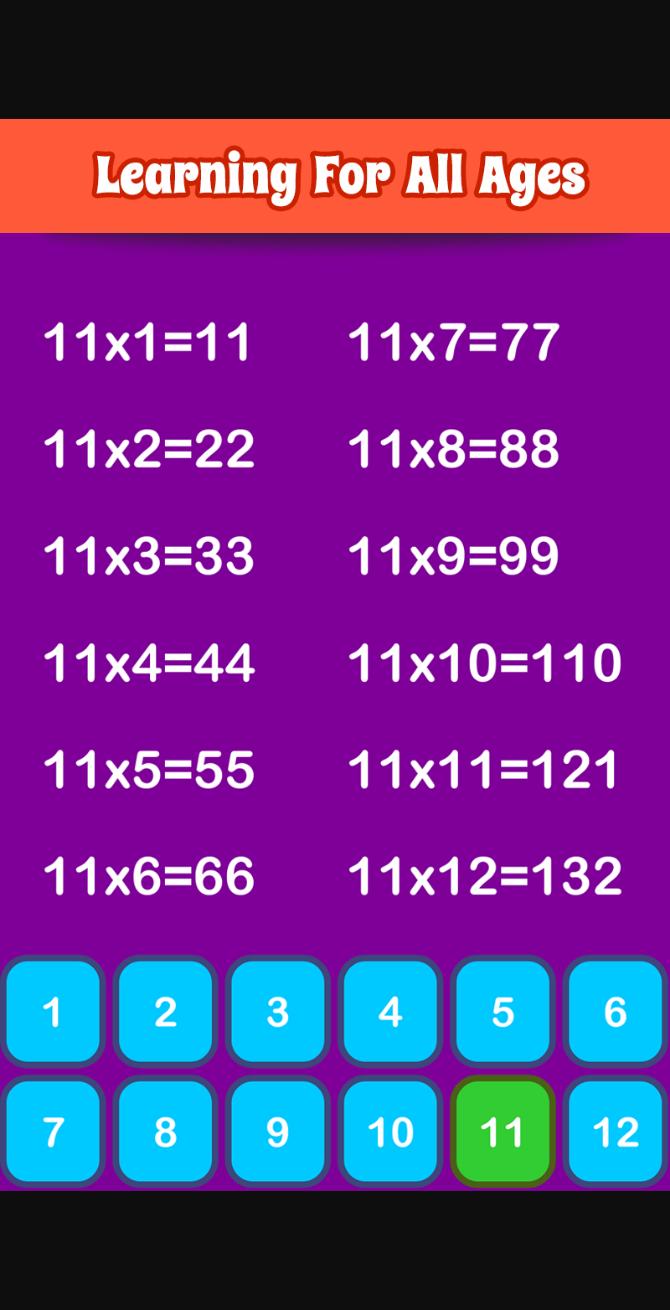 Learning For All Ages
11x1=11
11x2=22
11x3=33
11x4=44
11x5=55
11x6=66
11x7=77
11x8=88
11x9=99
11x10=110
11x11=121
11x12=132
1 2 3 4 5 6
7 8 9 10 11 12